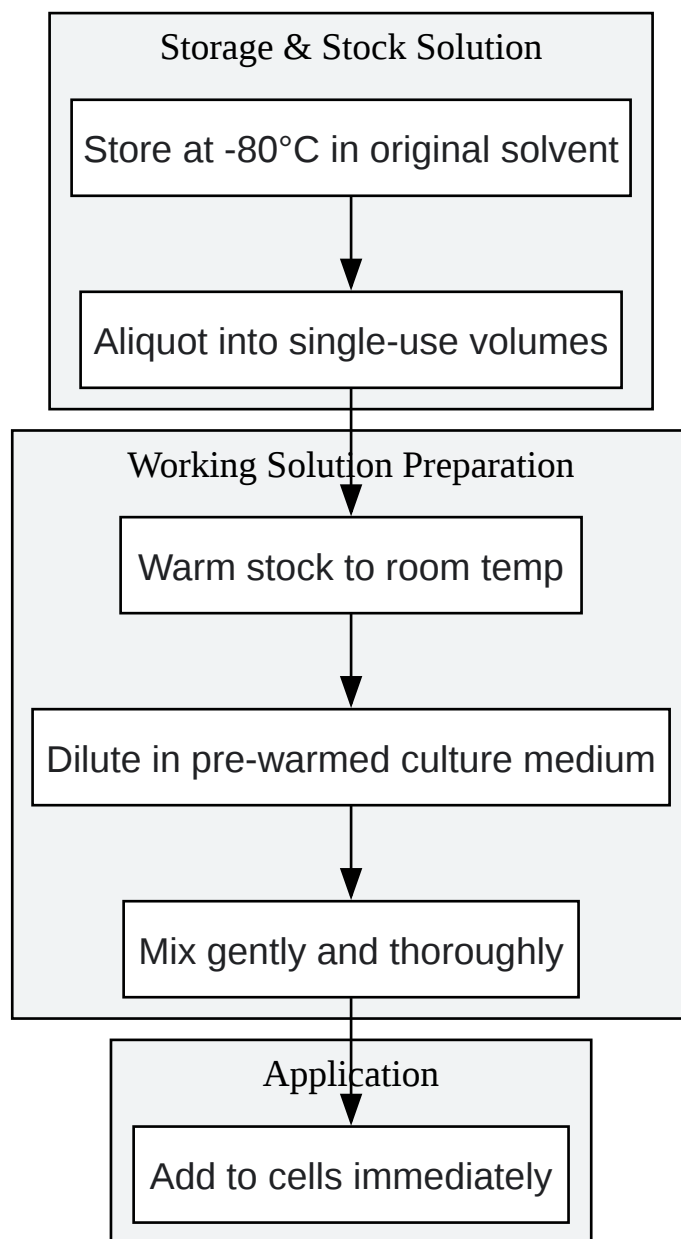 Storage & Stock Solution
Store at -80°C in original solvent
Aliquot into single-use volumes
Working Solution Preparation
Warm stock to room temp
Dilute in pre-warmed culture medium
Mix gently and thoroughly
Application
Add to cells immediately